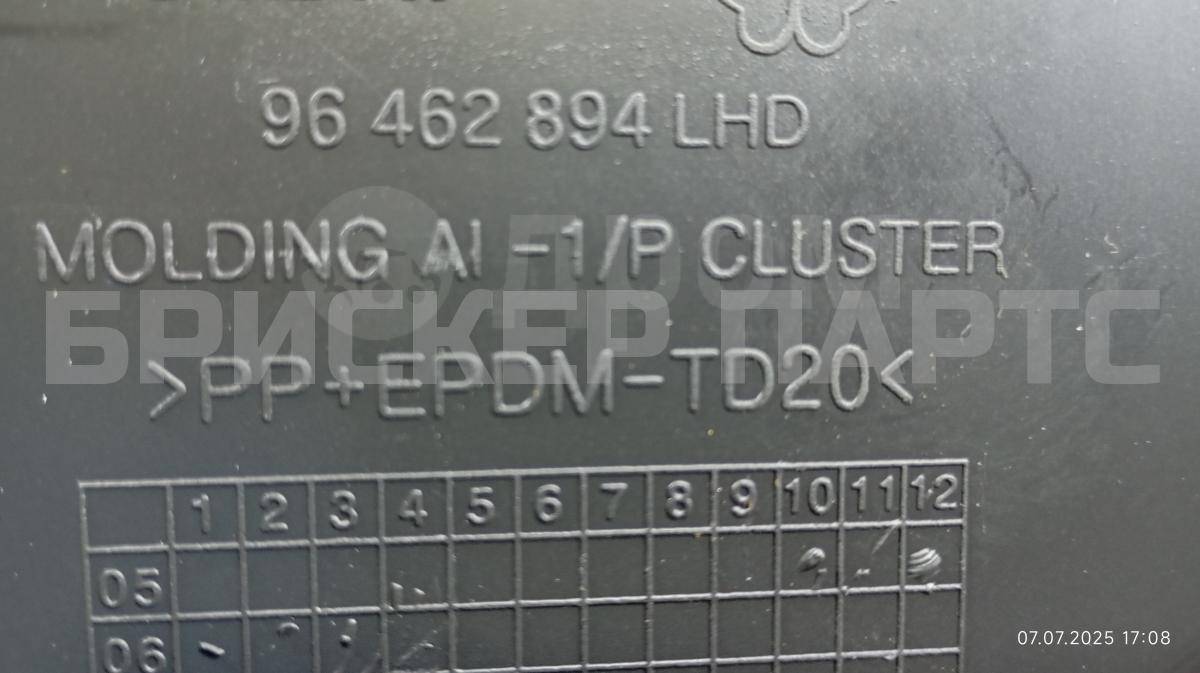 96 462 894 LHD
MOLDING AI -1/P CLUSTER
БРИСКЕР ПАРТС
>PP+EPDM-TD20<
1 2 3 4 5 6 7 8 9 10 11 12
05
06
07.07.2025 17:08